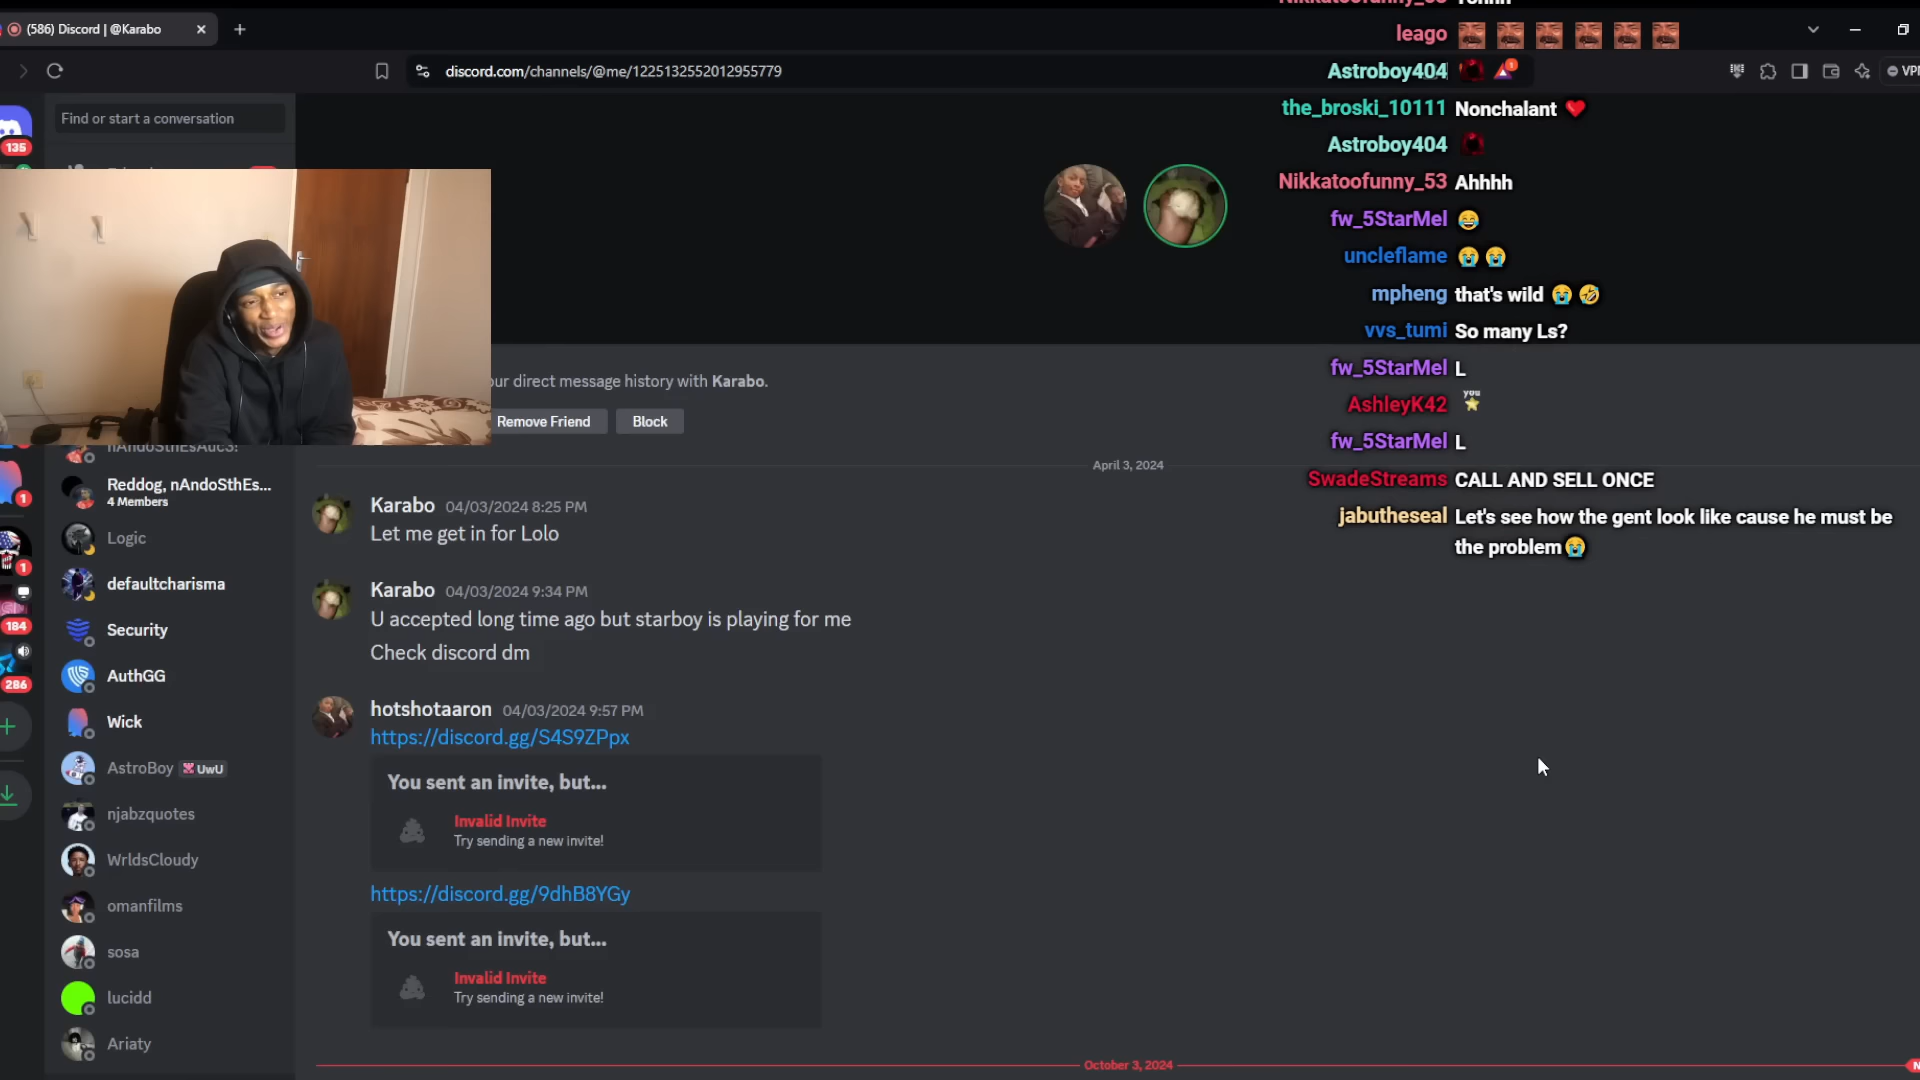 (586) Discord | @Karabo
discord.com/channels/@me/1225132552012955779
VPN
135
1
1
184
286
Find or start a conversation
Reddog, nAndoSthEs...
4 Members
Logic
defaultcharisma
Security
AuthGG
Wick
AstroBoy UwU
njabzquotes
WrldsCloudy
omanfilms
sosa
lucidd
Ariaty
our direct message history with Karabo.
Remove Friend
Block
April 3, 2024
Karabo 04/03/2024 8:25 PM
Let me get in for Lolo
Karabo 04/03/2024 9:34 PM
U accepted long time ago but starboy is playing for me
Check discord dm
hotshotaaron 04/03/2024 9:57 PM
https://discord.gg/S4S9ZPpx
You sent an invite, but...
Invalid Invite
Try sending a new invite!
https://discord.gg/9dhB8YGy
You sent an invite, but...
Invalid Invite
Try sending a new invite!
October 3, 2024
leago
Astroboy404
1
the_broski_10111 Nonchalant ❤️
Astroboy404
Nikkatoofunny_53 Ahhhh
fw_5StarMel 😂
uncleflame 😭 😭
mpheng that's wild 😭 🤣
vvs_tumi So many Ls?
fw_5StarMel L
AshleyK42 you
fw_5StarMel L
SwadeStreams CALL AND SELL ONCE
jabutheseal Let's see how the gent look like cause he must be
the problem😭